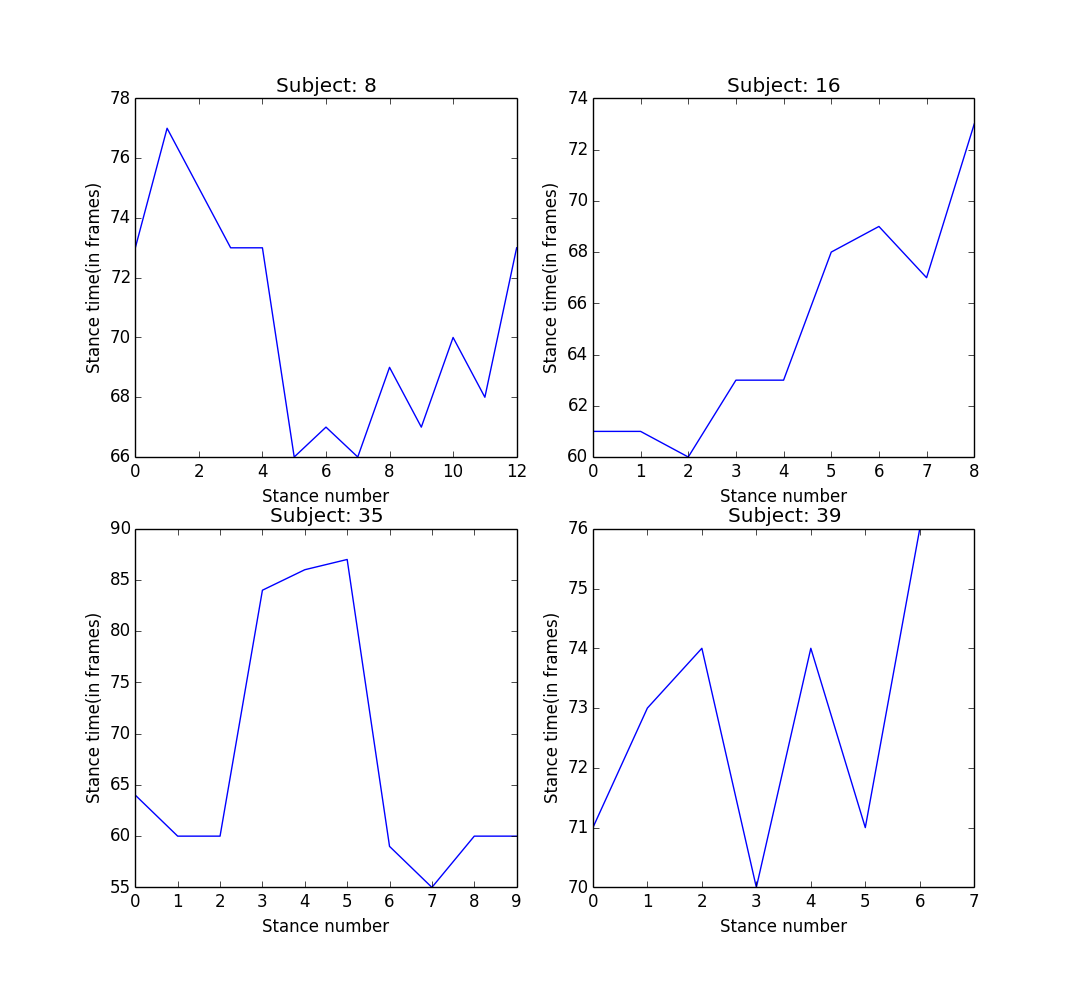 Subject: 8
78
76
74
72
70
68
66
0 2 4 6 8 10 12
Stance time(in frames)
Stance number
Subject: 16
74
72
70
68
66
64
62
60
0 1 2 3 4 5 6 7 8
Stance time(in frames)
Stance number
Subject: 35
90
85
80
75
70
65
60
55
0 1 2 3 4 5 6 7 8 9
Stance time(in frames)
Stance number
Subject: 39
76
75
74
73
72
71
70
0 1 2 3 4 5 6 7
Stance time(in frames)
Stance number